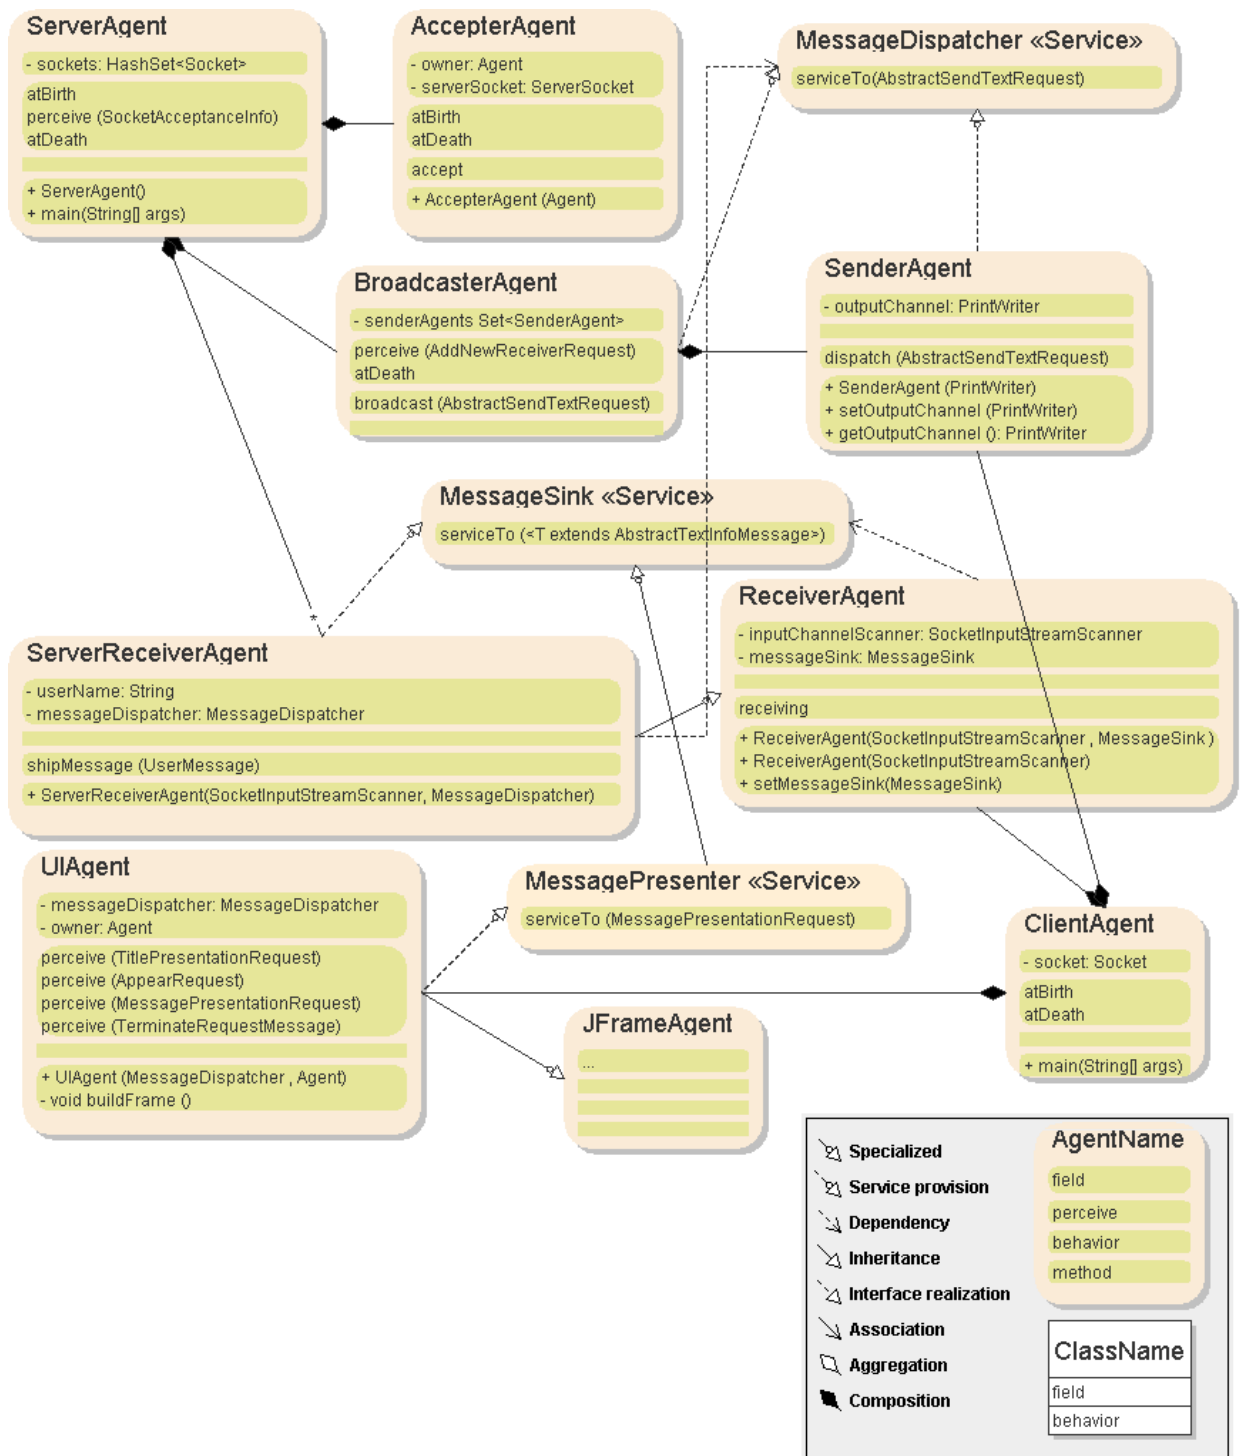 ServerAgent
- sockets: HashSet<Socket>
atBirth
perceive (SocketAcceptanceInfo)
atDeath
+ ServerAgent()
+ main(String[] args)
AccepterAgent
- owner: Agent
- serverSocket: ServerSocket
atBirth
atDeath
accept
+ AccepterAgent (Agent)
MessageDispatcher «Service»
serviceTo(AbstractSendTextRequest)
BroadcasterAgent
- senderAgents Set<SenderAgent>
perceive (AddNewReceiverRequest)
atDeath
broadcast (AbstractSendTextRequest)
SenderAgent
- outputChannel: PrintWriter
dispatch (AbstractSendTextRequest)
+ SenderAgent (PrintWriter)
+ setOutputChannel (PrintWriter)
+ getOutputChannel (): PrintWriter
MessageSink «Service»
serviceTo (<T extends AbstractTextInfoMessage>)
*
ServerReceiverAgent
- userName: String
- messageDispatcher: MessageDispatcher
shipMessage (UserMessage)
+ ServerReceiverAgent(SocketInputStreamScanner, MessageDispatcher)
ReceiverAgent
- inputChannelScanner: SocketInputStreamScanner
- messageSink: MessageSink
receiving
+ ReceiverAgent(SocketInputStreamScanner , MessageSink )
+ ReceiverAgent(SocketInputStreamScanner)
+ setMessageSink(MessageSink)
UIAgent
- messageDispatcher: MessageDispatcher
- owner: Agent
perceive (TitlePresentationRequest)
perceive (AppearRequest)
perceive (MessagePresentationRequest)
perceive (TerminateRequestMessage)
+ UIAgent (MessageDispatcher , Agent)
- void buildFrame ()
MessagePresenter «Service»
serviceTo (MessagePresentationRequest)
JFrameAgent
...
ClientAgent
- socket: Socket
atBirth
atDeath
+ main(String[] args)
Specialized
Service provision
Dependency
Inheritance
Interface realization
Association
Aggregation
Composition
AgentName
field
perceive
behavior
method
ClassName
field
behavior